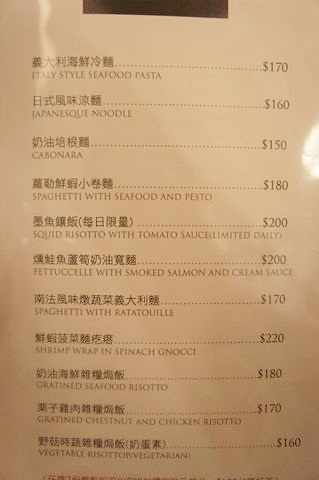 義大利海鮮冷麵..............................$170
ITALY STYLE SEAFOOD PASTA
日式風味涼麵..............................$160
JAPANESQUE NOODLE
奶油培根麵..............................$150
CABONARA
蘿勒鮮蝦小卷麵..............................$180
SPAGHETTI WITH SEAFOOD AND PESTO
墨魚鑲飯(每日限量)..............................$200
SQUID RISOTTO WITH TOMATO SAUCE(LIMITED DAILY)
燻鮭魚蘆筍奶油寬麵..............................$200
FETTUCCELLE WITH SMOKED SALMON AND CREAM SAUCE
南法風味燉蔬菜義大利麵..............................$170
SPAGHETTI WITH RATATOUILLE
鮮蝦菠菜麵疙瘩..............................$220
SHRIMP WRAP IN SPINACH GNOCCI
奶油海鮮雜糧焗飯..............................$180
GRATINED SEAFOOD RISOTTO
栗子雞肉雜糧焗飯..............................$170
GRATINED CHESTNUT AND CHICKEN RISOTTO
野菇時蔬雜糧焗飯(奶蛋素)..............................$160
VEGETABLE RISOTTOP(VEGETARIAN)